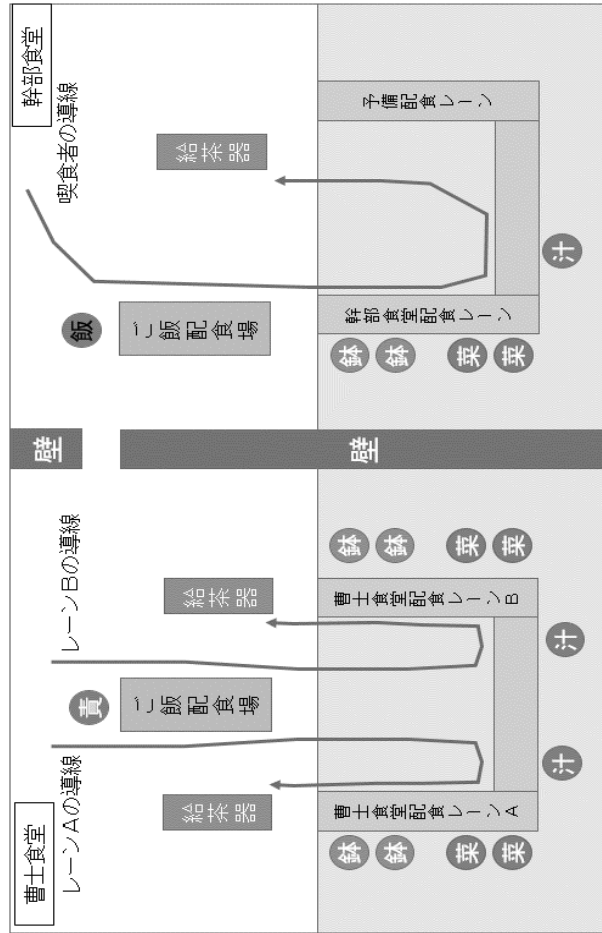 曹士食堂
幹部食堂
レーンAの導線
レーンBの導線
喫食者の導線
壁
責
飯
ご飯配食場
ご飯配食場
給茶器
給茶器
給茶器
壁
鉢
鉢
菜
菜
曹士食堂配食レーンA
曹士食堂配食レーンB
鉢
鉢
菜
菜
鉢
鉢
菜
菜
幹部食堂配食レーン
予備配食レーン
汁
汁
汁